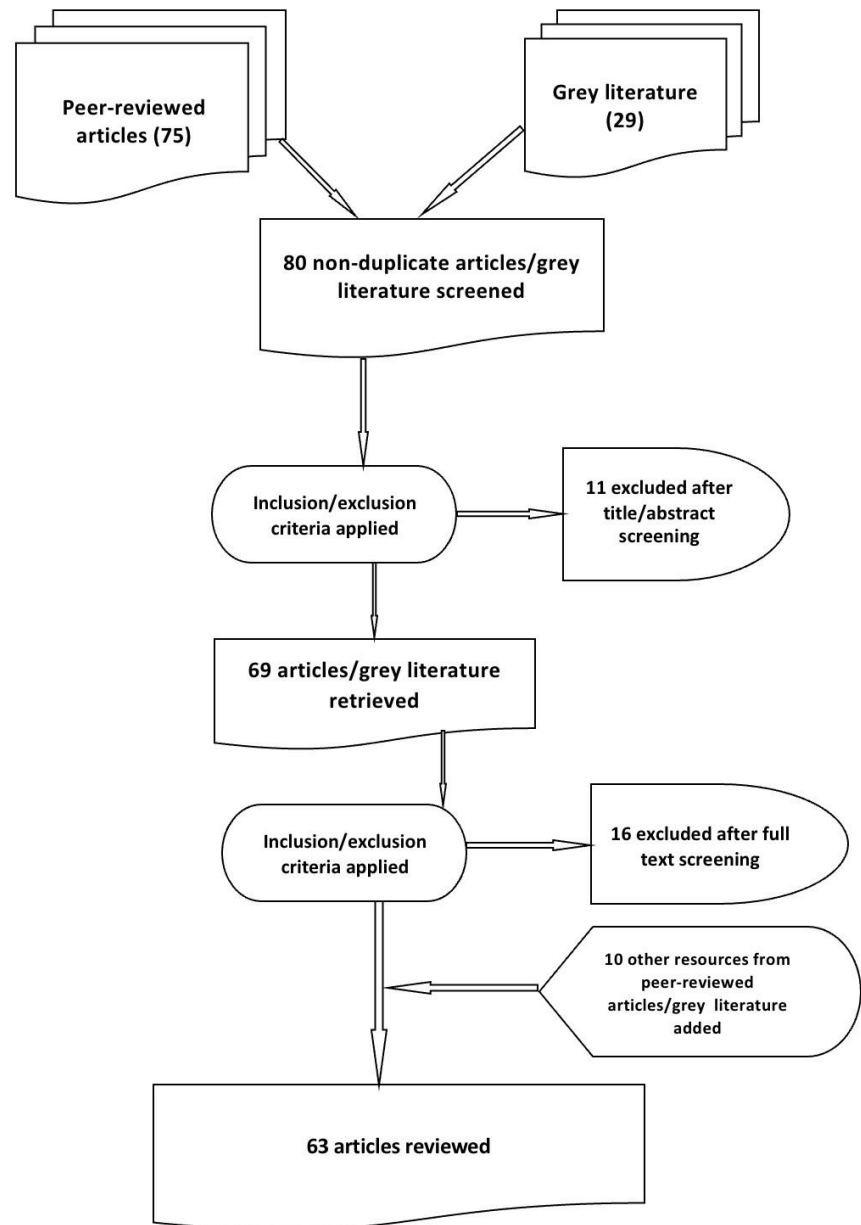 Peer-reviewed
articles (75)
Grey literature
(29)
80 non-duplicate articles/grey
literature screened
Inclusion/exclusion
criteria applied
11 excluded after
title/abstract
screening
69 articles/grey literature
retrieved
Inclusion/exclusion
criteria applied
16 excluded after full
text screening
10 other resources from
peer-reviewed
articles/grey literature
added
63 articles reviewed